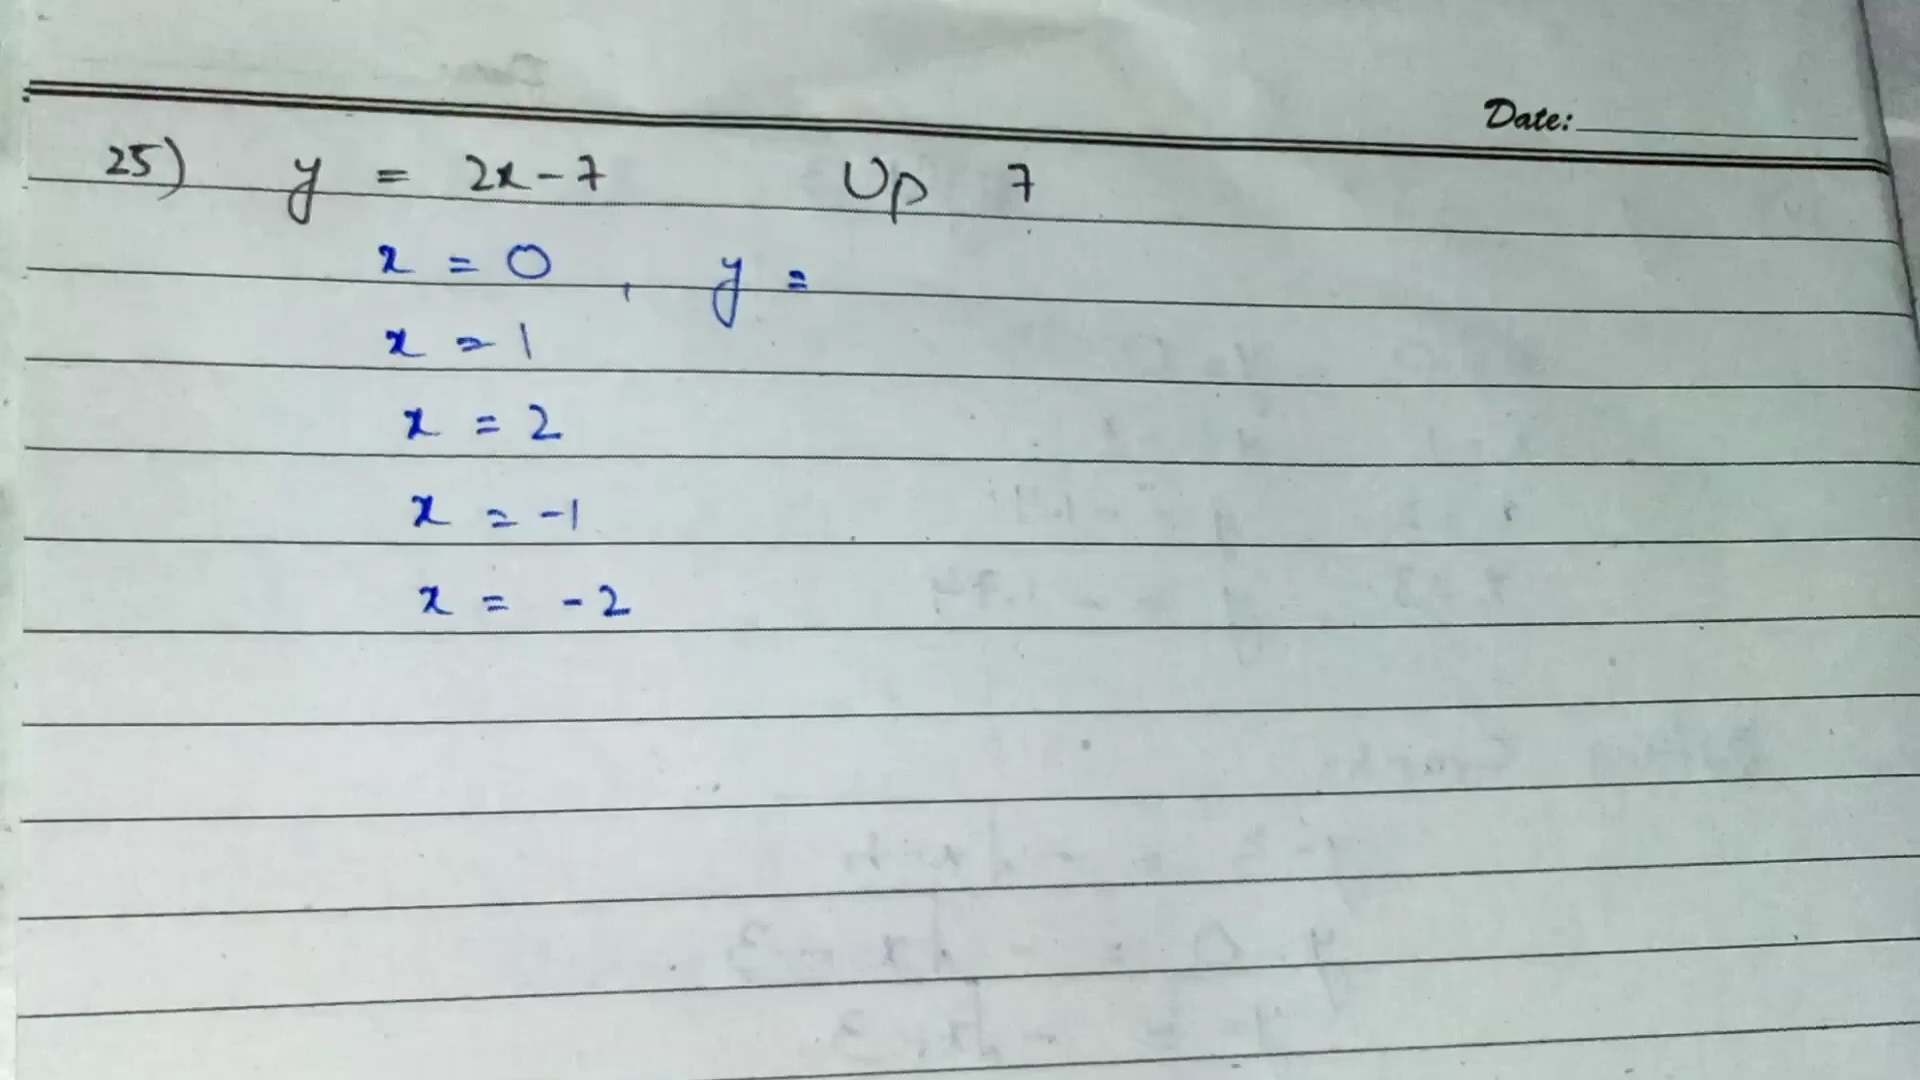 Date:
25) y = 2x-7 Up 7
x = 0 , y =
x = 1
x = 2
x = -1
x = -2